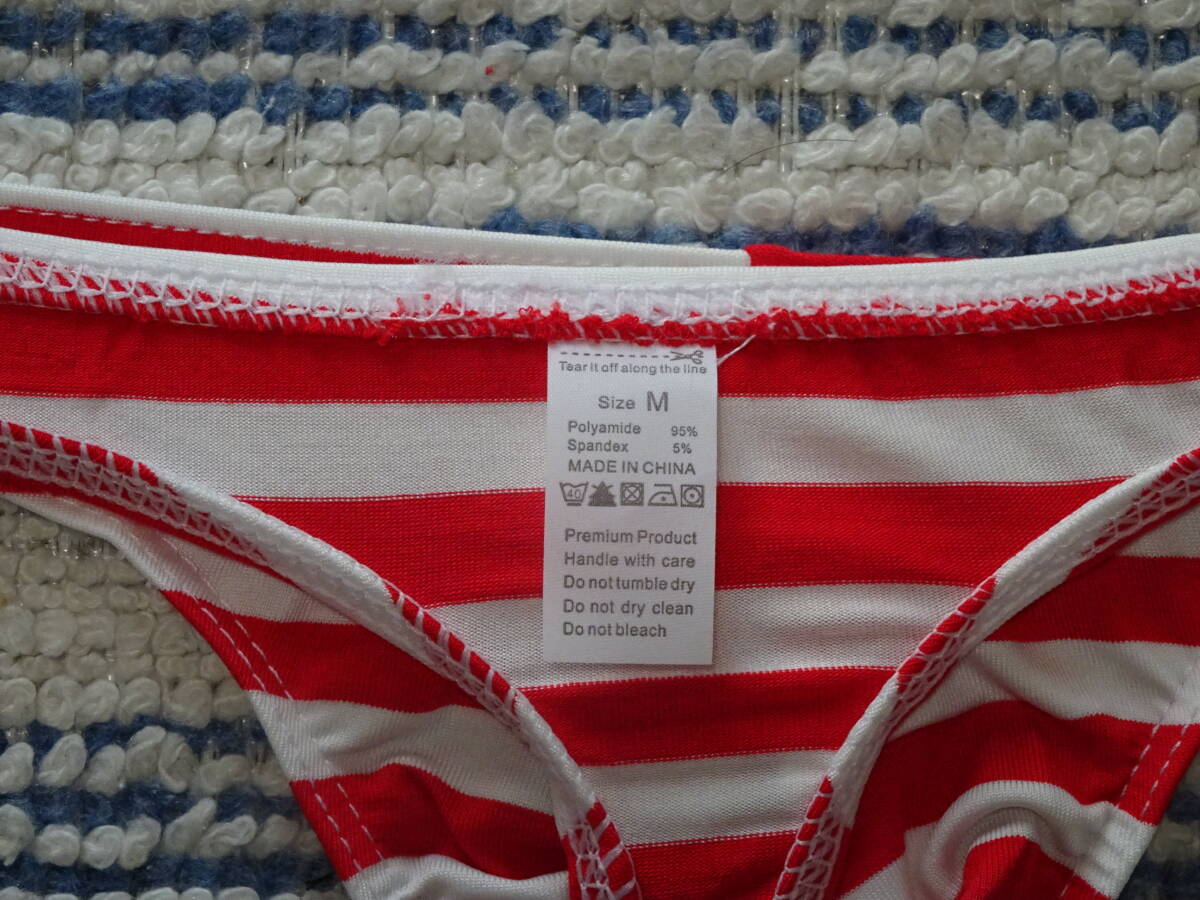 Tear it off along the line
Size M
Polyamide 95%
Spandex 5%
MADE IN CHINA
40
Premium Product
Handle with care
Do not tumble dry
Do not dry clean
Do not bleach